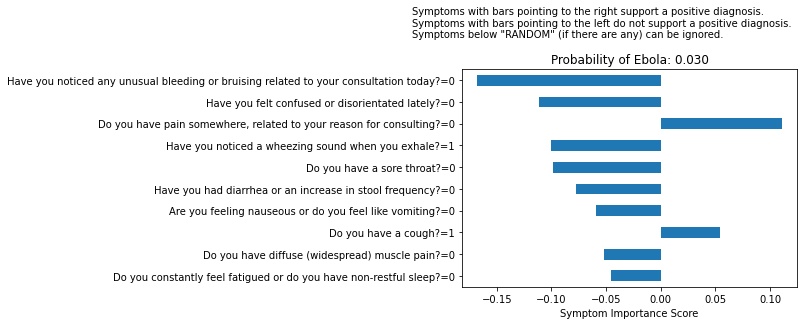 Symptoms with bars pointing to the right support a positive diagnosis.
Symptoms with bars pointing to the left do not support a positive diagnosis.
Symptoms below "RANDOM" (if there are any) can be ignored.
Probability of Ebola: 0.030
Have you noticed any unusual bleeding or bruising related to your consultation today?=0
Have you felt confused or disorientated lately?=0
Do you have pain somewhere, related to your reason for consulting?=0
Have you noticed a wheezing sound when you exhale?=1
Do you have a sore throat?=0
Have you had diarrhea or an increase in stool frequency?=0
Are you feeling nauseous or do you feel like vomiting?=0
Do you have a cough?=1
Do you have diffuse (widespread) muscle pain?=0
Do you constantly feel fatigued or do you have non-restful sleep?=0
−0.15 −0.10 −0.05 0.00 0.05 0.10
Symptom Importance Score